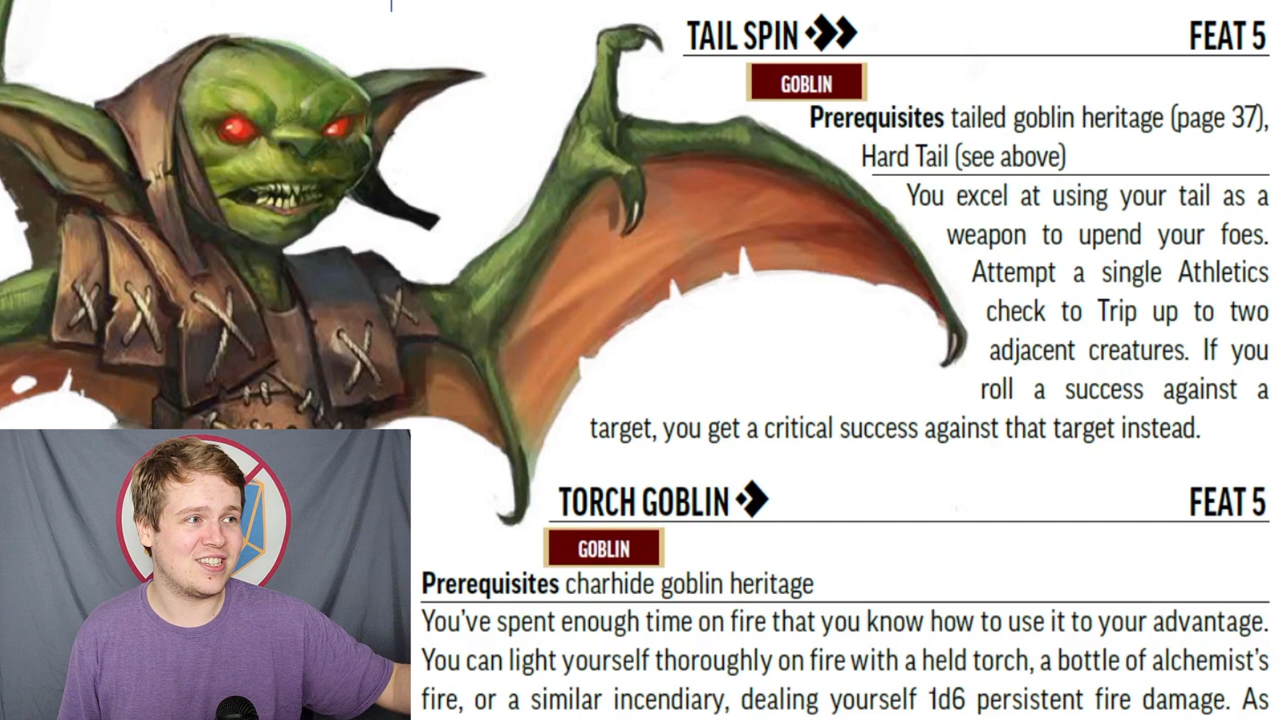 TAIL SPIN FEAT 5
GOBLIN
Prerequisites tailed goblin heritage (page 37),
Hard Tail (see above)
You excel at using your tail as a
weapon to upend your foes.
Attempt a single Athletics
check to Trip up to two
adjacent creatures. If you
roll a success against a
target, you get a critical success against that target instead.
TORCH GOBLIN FEAT 5
GOBLIN
Prerequisites charhide goblin heritage
You've spent enough time on fire that you know how to use it to your advantage.
You can light yourself thoroughly on fire with a held torch, a bottle of alchemist's
fire, or a similar incendiary, dealing yourself 1d6 persistent fire damage. As